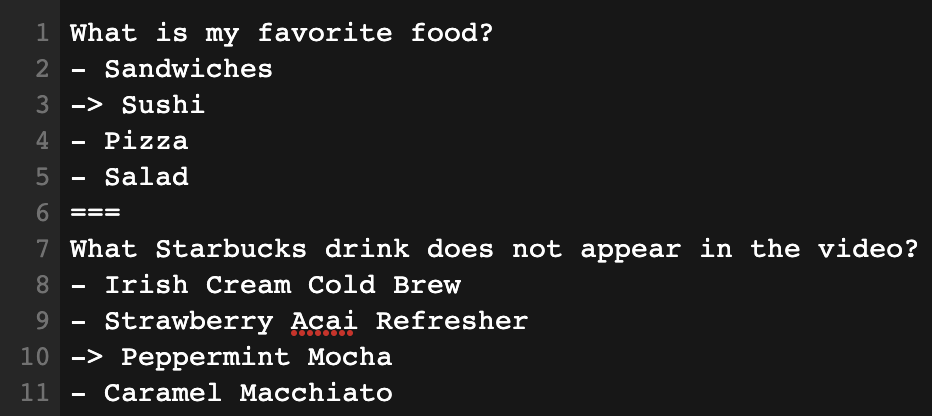 1 What is my favorite food?
2 - Sandwiches
3 -> Sushi
4 - Pizza
5 - Salad
6 ===
7 What Starbucks drink does not appear in the video?
8 - Irish Cream Cold Brew
9 - Strawberry Acai Refresher
10 -> Peppermint Mocha
11 - Caramel Macchiato